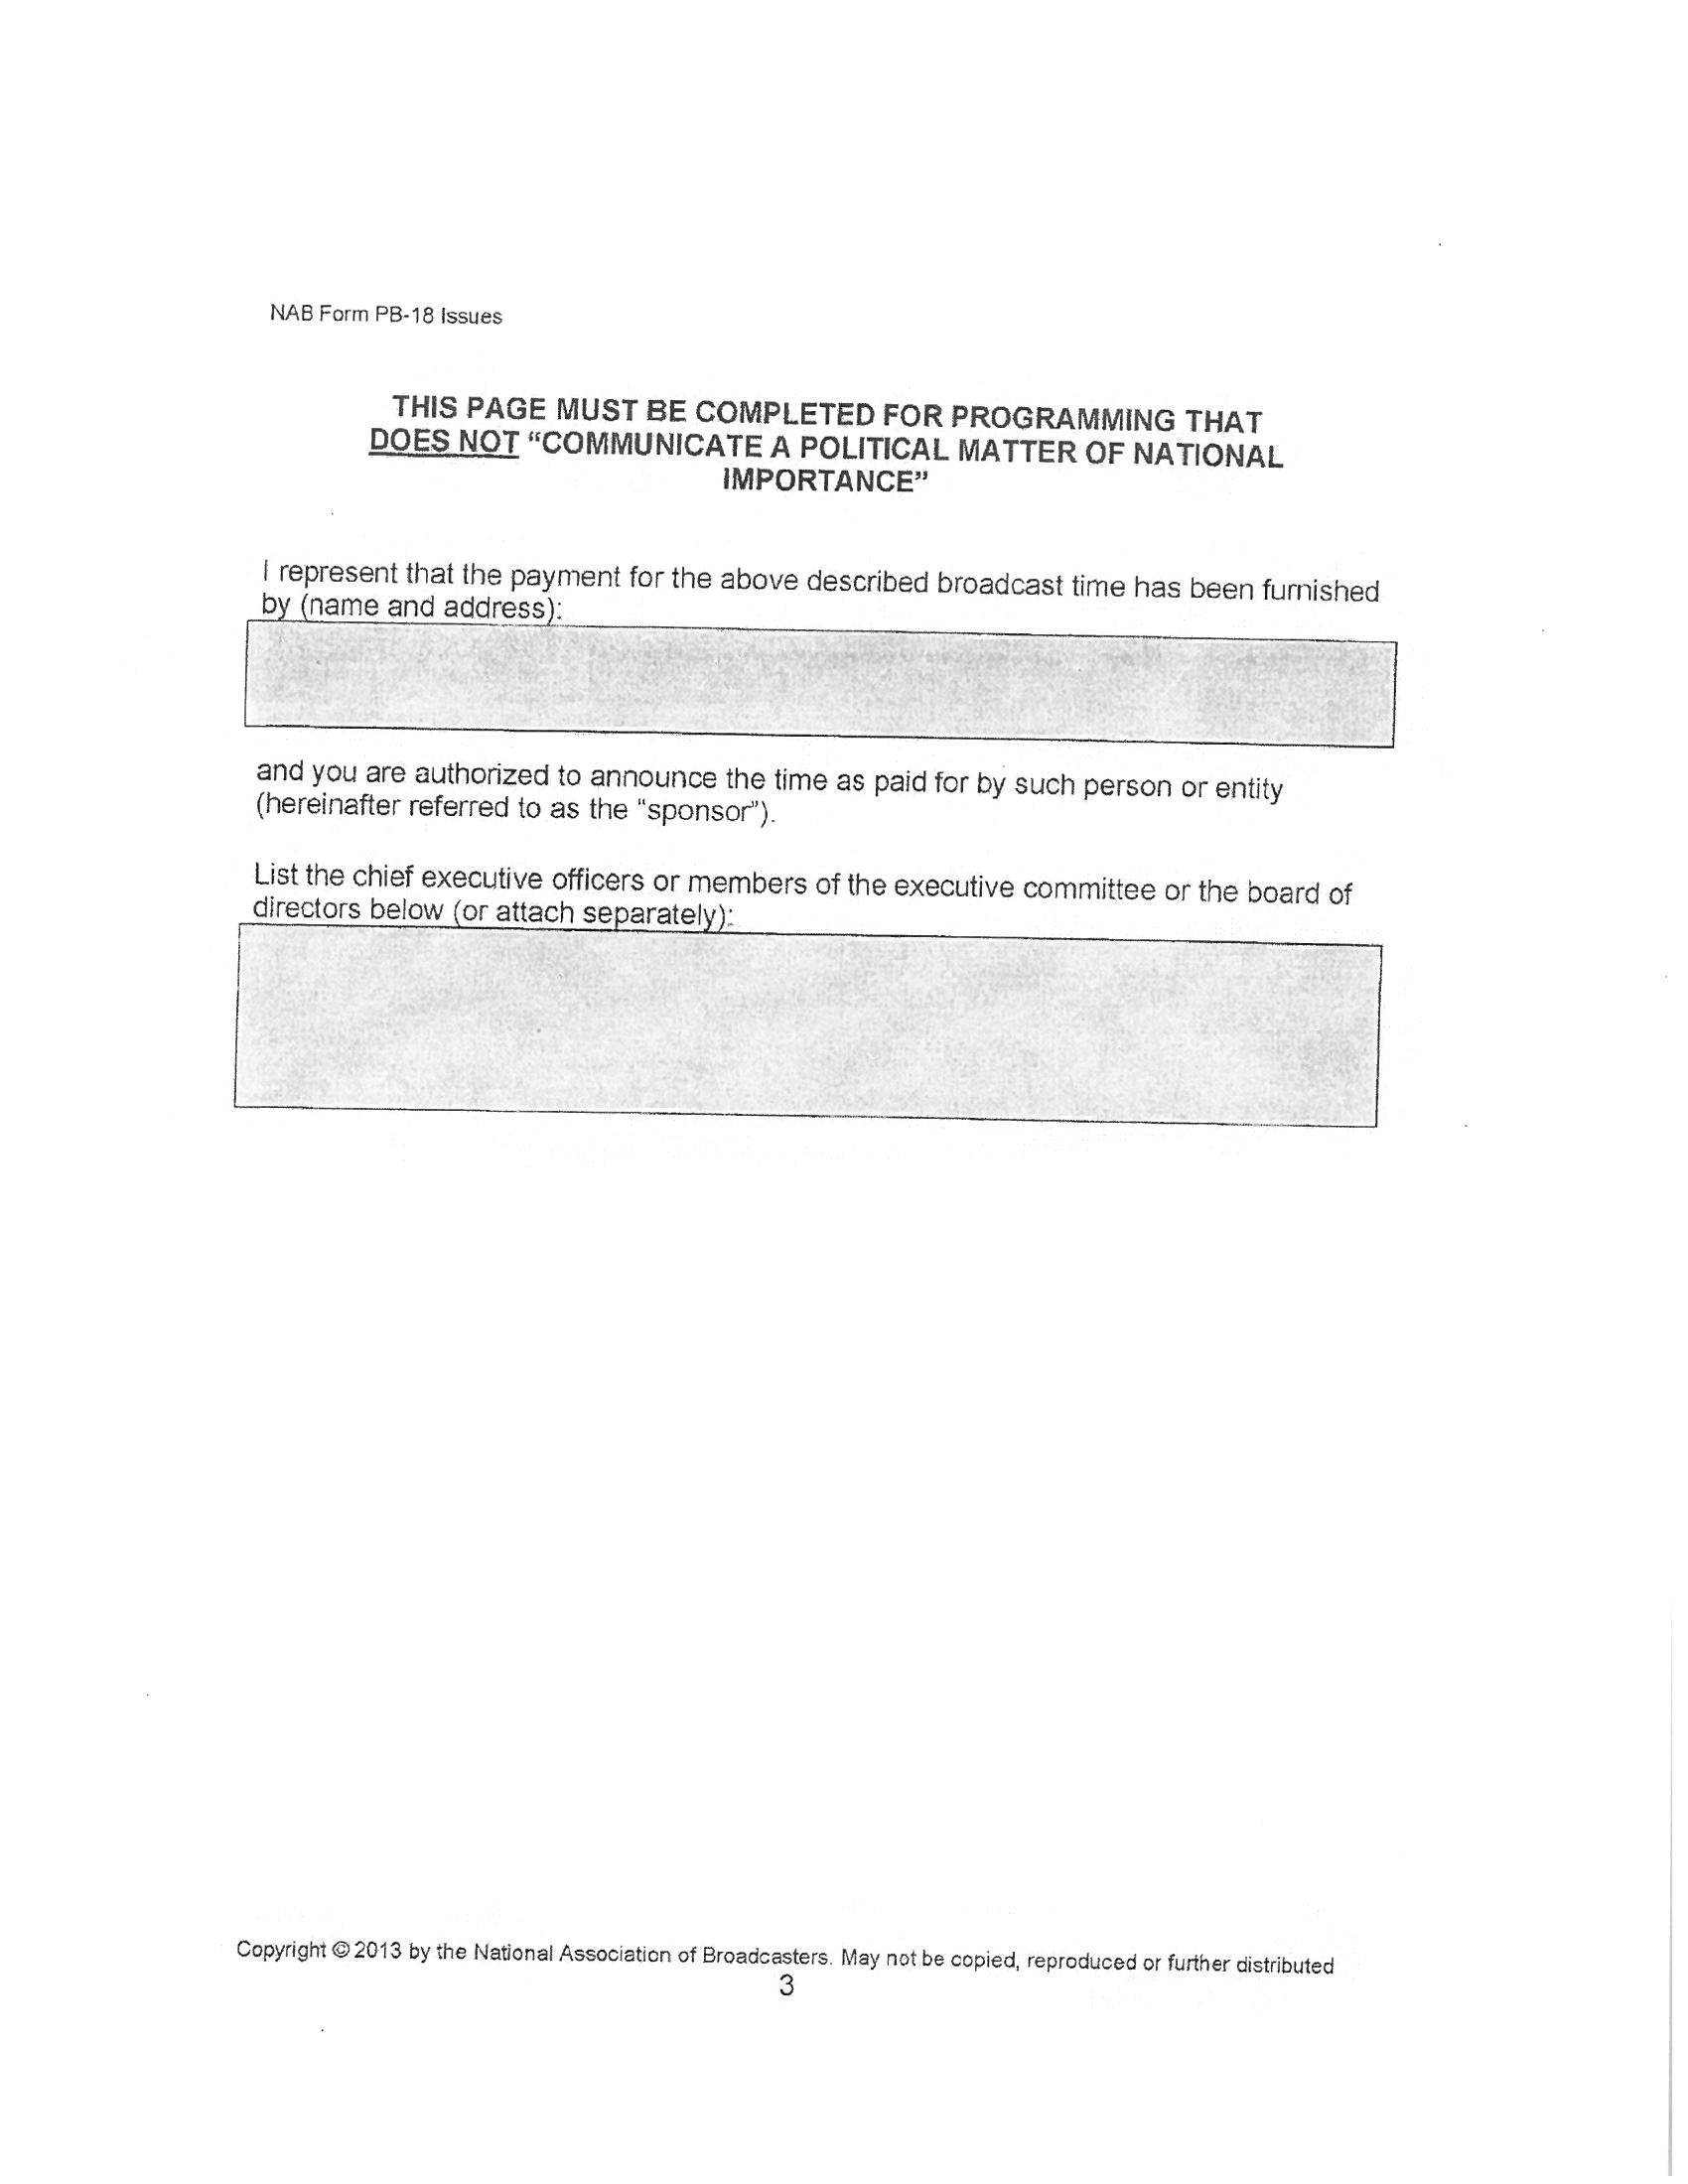 NAB Form PB-18 Issues
THIS PAGE MUST BE COMPLETED FOR PROGRAMMING THAT
DOES NOT “COMMUNICATE A POLITICAL MATTER OF NATIONAL
IMPORTANCE”
I represent that the payment for the above described broadcast time has been furnished
by (name and address):
and you are authorized to announce the time as paid for by such person or entity
(hereinafter referred to as the “sponsor”).
List the chief executive officers or members of the executive committee or the board of
directors below (or attach separately):
Copyright © 2013 by the National Association of Broadcasters. May not be copied, reproduced or further distributed
3